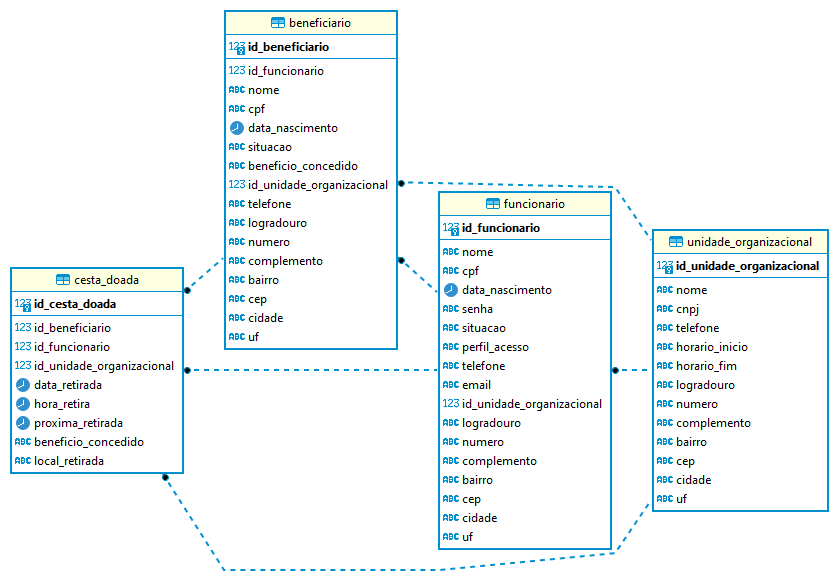 beneficiario
123 id_beneficiario
123 id_funcionario
ABC nome
ABC cpf
data_nascimento
ABC situacao
ABC beneficio_concedido
123 id_unidade_organizacional
ABC telefone
ABC logradouro
ABC numero
ABC complemento
ABC bairro
ABC cep
ABC cidade
ABC uf
funcionario
123 id_funcionario
ABC nome
ABC cpf
data_nascimento
ABC senha
ABC situacao
ABC perfil_acesso
ABC telefone
ABC email
123 id_unidade_organizacional
ABC logradouro
ABC numero
ABC complemento
ABC bairro
ABC cep
ABC cidade
ABC uf
unidade_organizacional
123 id_unidade_organizacional
ABC nome
ABC cnpj
ABC telefone
ABC horario_inicio
ABC horario_fim
ABC logradouro
ABC numero
ABC complemento
ABC bairro
ABC cep
ABC cidade
ABC uf
cesta_doada
123 id_cesta_doada
123 id_beneficiario
123 id_funcionario
123 id_unidade_organizacional
data_retirada
hora_retira
proxima_retirada
ABC beneficio_concedido
ABC local_retirada